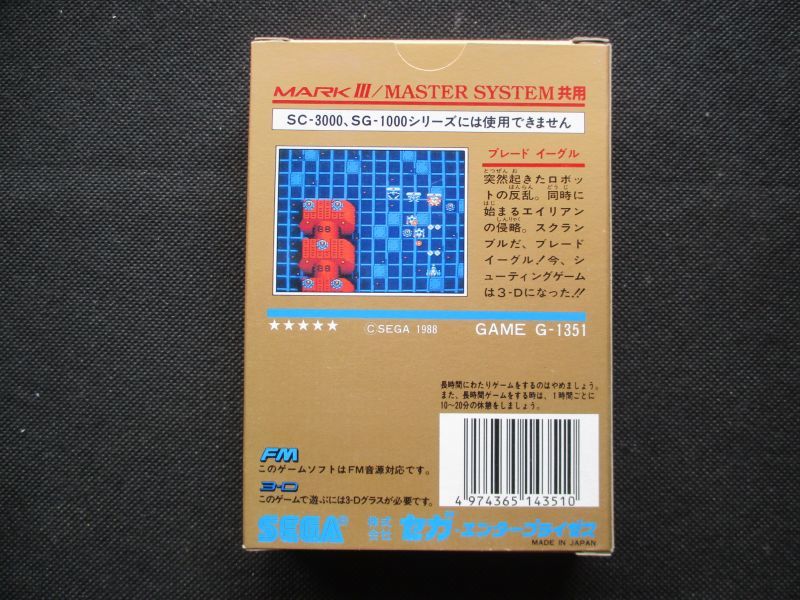 MARK III/MASTER SYSTEM共用
SC-3000、SG-1000シリーズには使用できません
ブレード イーグル
突然起きたロボッ
トの反乱。同時に
始まるエイリアン
の侵略。スクラン
ブルだ、ブレード
イーグル!今、シ
ューティングゲーム
は3-Dになった!!
★★★★★ ©SEGA 1988 GAME G-1351
長時間にわたりゲームをするのはやめましょう。
また、長時間ゲームをする時は、1時間ごとに
10〜20分の休憩をしましょう。
FM
このゲームソフトはFM音源対応です。
3-D
このゲームで遊ぶには3-Dグラスが必要です。
4 974365 143510
SEGA® 株式会社 セガ・エンタープライゼス
MADE IN JAPAN